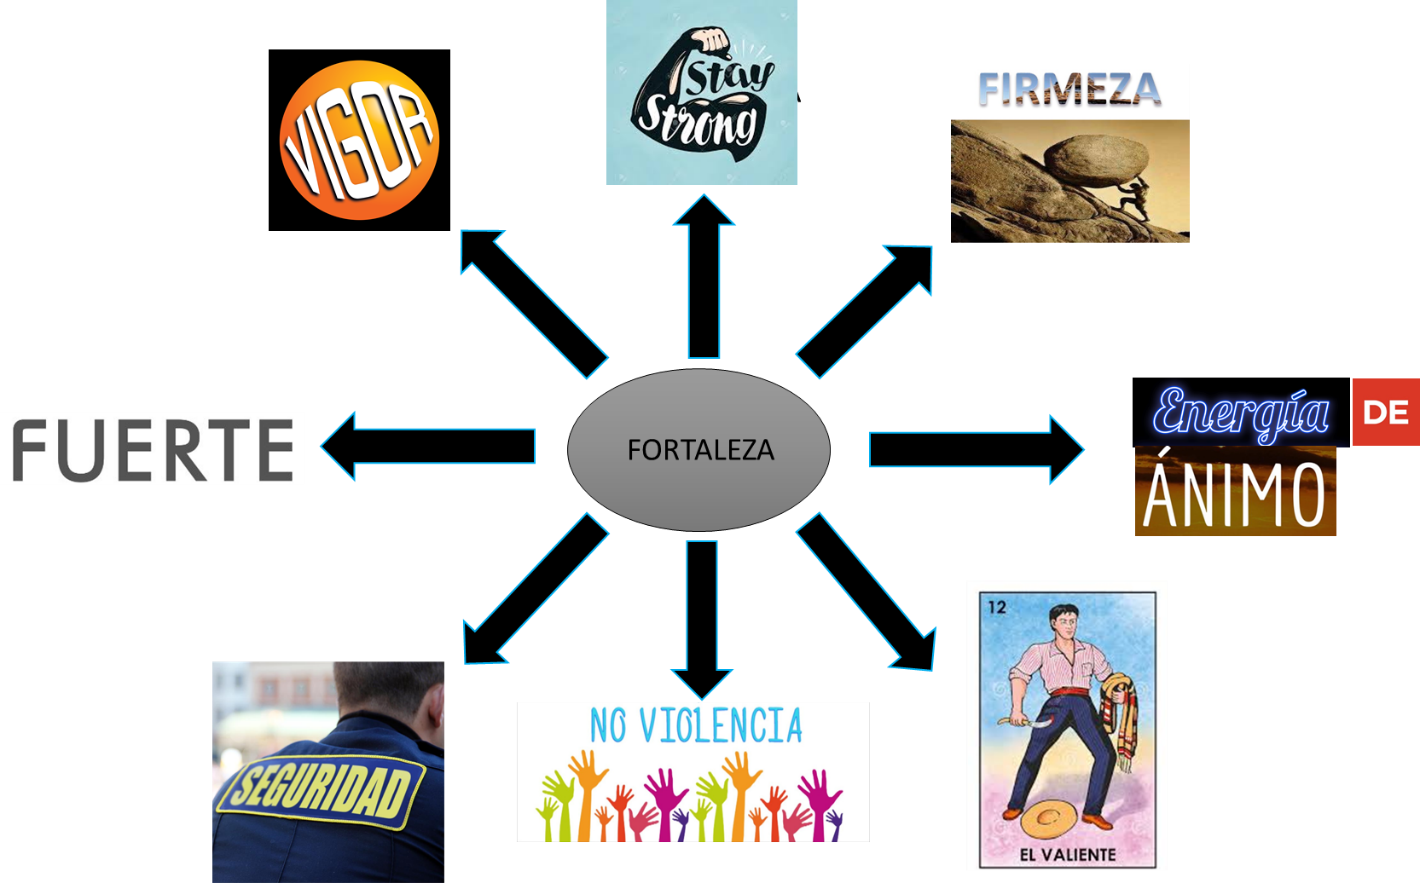 VIGOR
Stay
Strong
FIRMEZA
FUERTE
FORTALEZA
Energía DE
ÁNIMO
SEGURIDAD
NO VIOLENCIA
12
EL VALIENTE